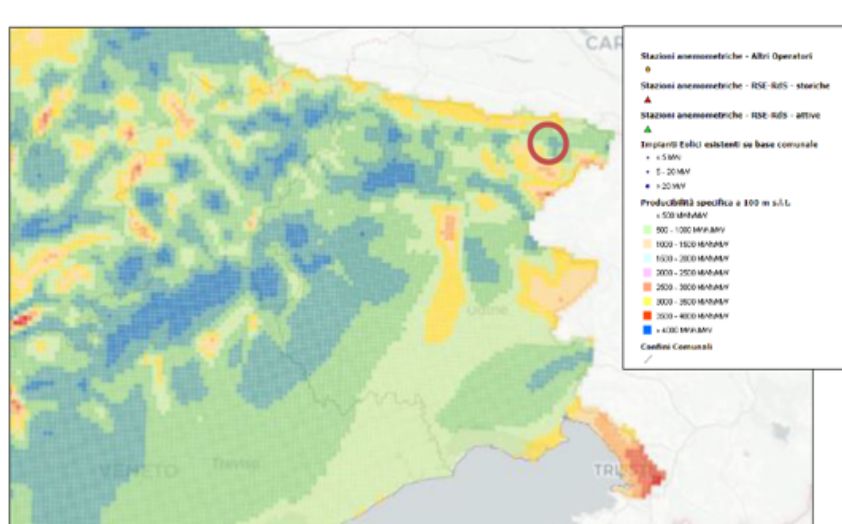 CAR
Stazioni anemometriche - Altri Operatori
Stazioni anemometriche - RSE-RdS - storiche
Stazioni anemometriche - RSE-RdS - attive
Impianti Eolici esistenti su base comunale
< 5 MW
5 - 20 MW
> 20 MW
Producibilità specifica a 100 m s.l.t.
< 500 MWh/MW
500 - 1000 MWh/MW
1000 - 1500 MWh/MW
1500 - 2000 MWh/MW
2000 - 2500 MWh/MW
2500 - 3000 MWh/MW
3000 - 3500 MWh/MW
3500 - 4000 MWh/MW
> 4000 MWh/MW
Confini Comunali
Udine
VENETO
Treviso